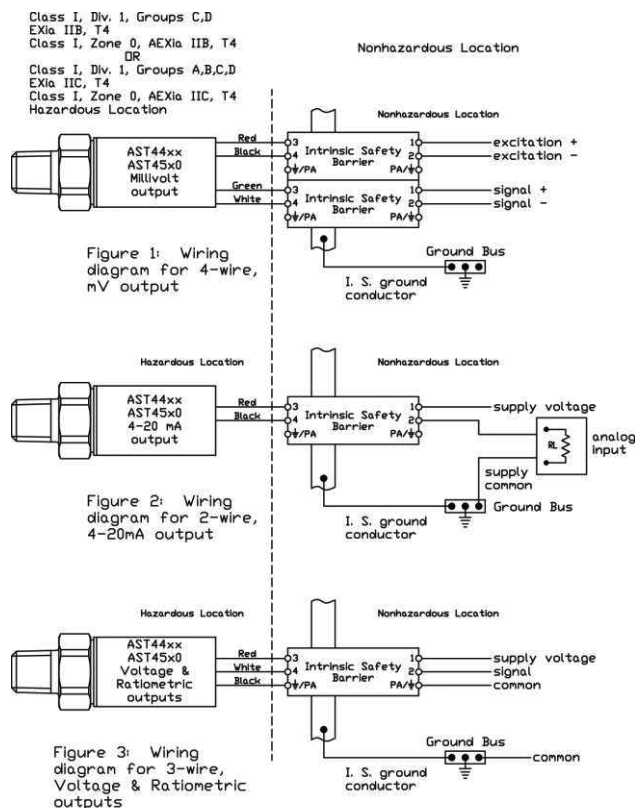 Class I, Div. 1, Groups C,D
EXia IIB, T4
Class I, Zone 0, AEXia IIB, T4
OR
Class I, Div. 1, Groups A,B,C,D
EXia IIC, T4
Class I, Zone 0, AEXia IIC, T4
Hazardous Location
Nonhazardous Location
Nonhazardous Location
AST44xx
AST45x0
Millivolt
output
Red
Black
Green
White
3
4
⏚/PA
Intrinsic Safety
Barrier
1
2
PA/⏚
excitation +
excitation -
3
4
⏚/PA
Intrinsic Safety
Barrier
1
2
PA/⏚
signal +
signal -
Ground Bus
I. S. ground
conductor
Figure 1: Wiring
diagram for 4-wire,
mV output
Hazardous Location
Nonhazardous Location
AST44xx
AST45x0
4-20 mA
output
Red
Black
3
4
⏚/PA
Intrinsic Safety
Barrier
1
2
PA/⏚
supply voltage
RL
analog
input
supply
common
Ground Bus
I. S. ground
conductor
Figure 2: Wiring
diagram for 2-wire,
4-20mA output
Hazardous Location
Nonhazardous Location
AST44xx
AST45x0
Voltage &
Ratiometric
outputs
Red
White
Black
3
4
⏚/PA
Intrinsic Safety
Barrier
1
2
PA/⏚
supply voltage
signal
common
Ground Bus
common
I. S. ground
conductor
Figure 3: Wiring
diagram for 3-wire,
Voltage & Ratiometric
outputs